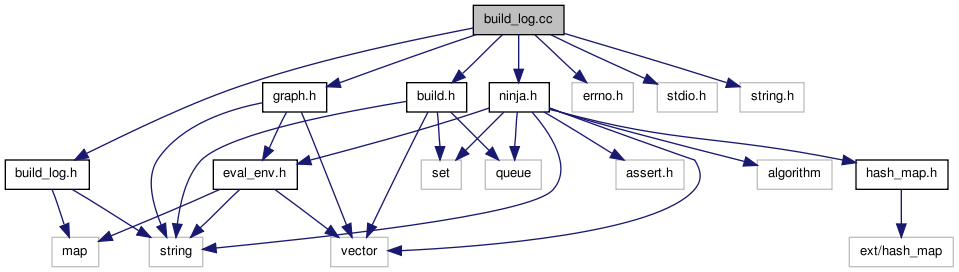 build_log.cc
graph.h
build.h
ninja.h
errno.h
stdio.h
string.h
build_log.h
eval_env.h
set
queue
assert.h
algorithm
hash_map.h
map
string
vector
ext/hash_map